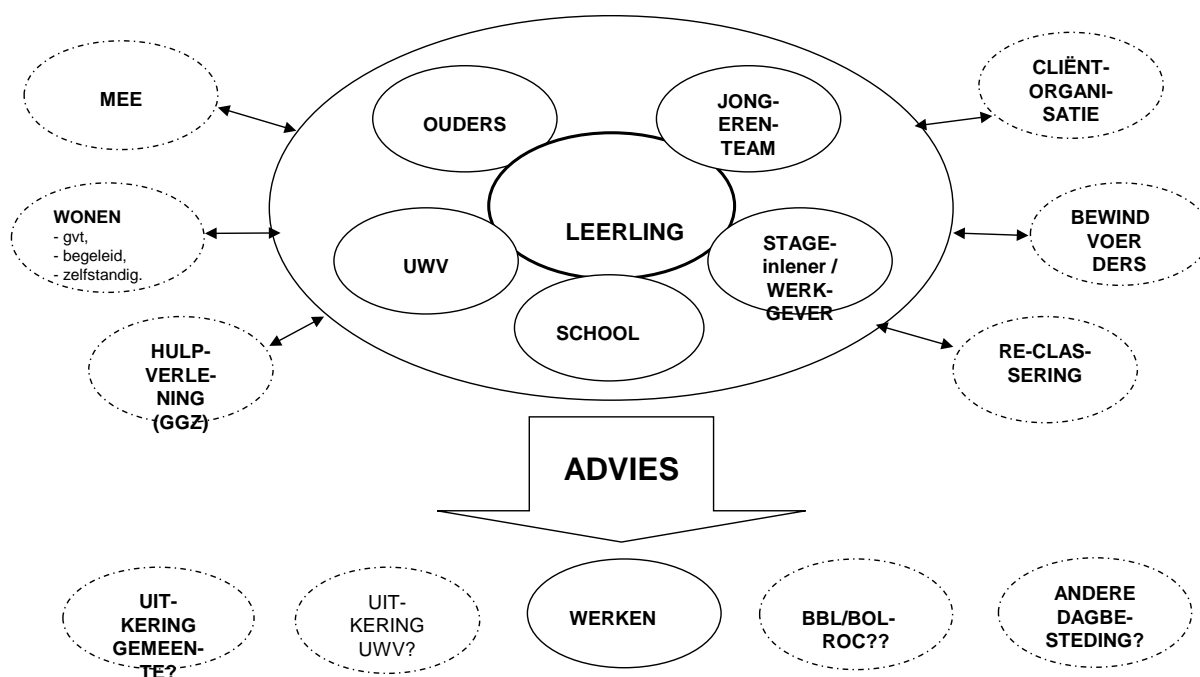 MEE
OUDERS
JONG-
EREN-
TEAM
CLIËNT-
ORGANI-
SATIE
WONEN
- gvt,
- begeleid,
- zelfstandig.
UWV
LEERLING
STAGE-
inlener /
WERK-
GEVER
BEWIND
VOER
DERS
HULP-
VERLE-
NING
(GGZ)
SCHOOL
RE-CLAS-
SERING
ADVIES
UIT-
KERING
GEMEEN-
TE?
UIT-
KERING
UWV?
WERKEN
BBL/BOL-
ROC??
ANDERE
DAGBE-
STEDING?